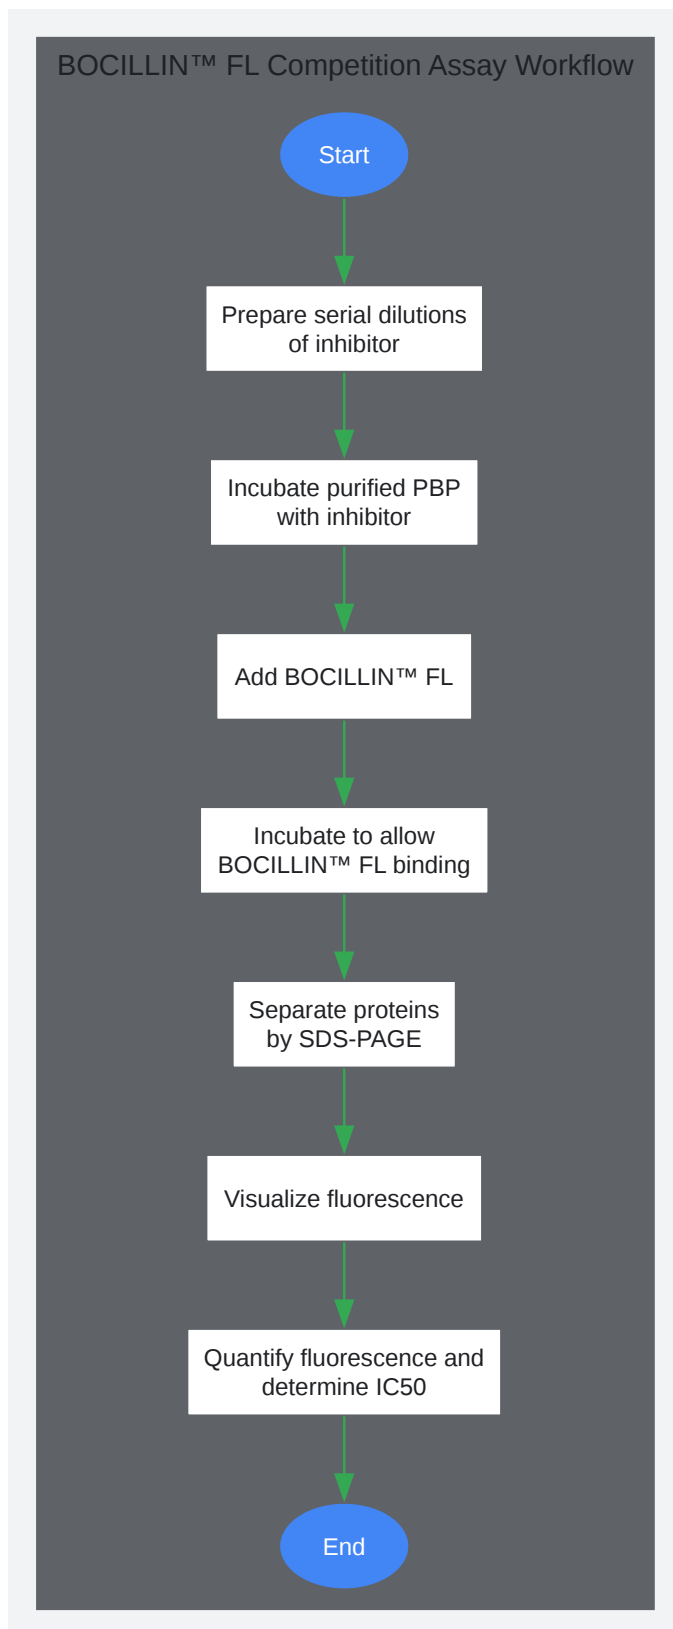 BOCILLIN™ FL Competition Assay Workflow
Start
Prepare serial dilutions
of inhibitor
Incubate purified PBP
with inhibitor
Add BOCILLIN™ FL
Incubate to allow
BOCILLIN™ FL binding
Separate proteins
by SDS-PAGE
Visualize fluorescence
Quantify fluorescence and
determine IC50
End